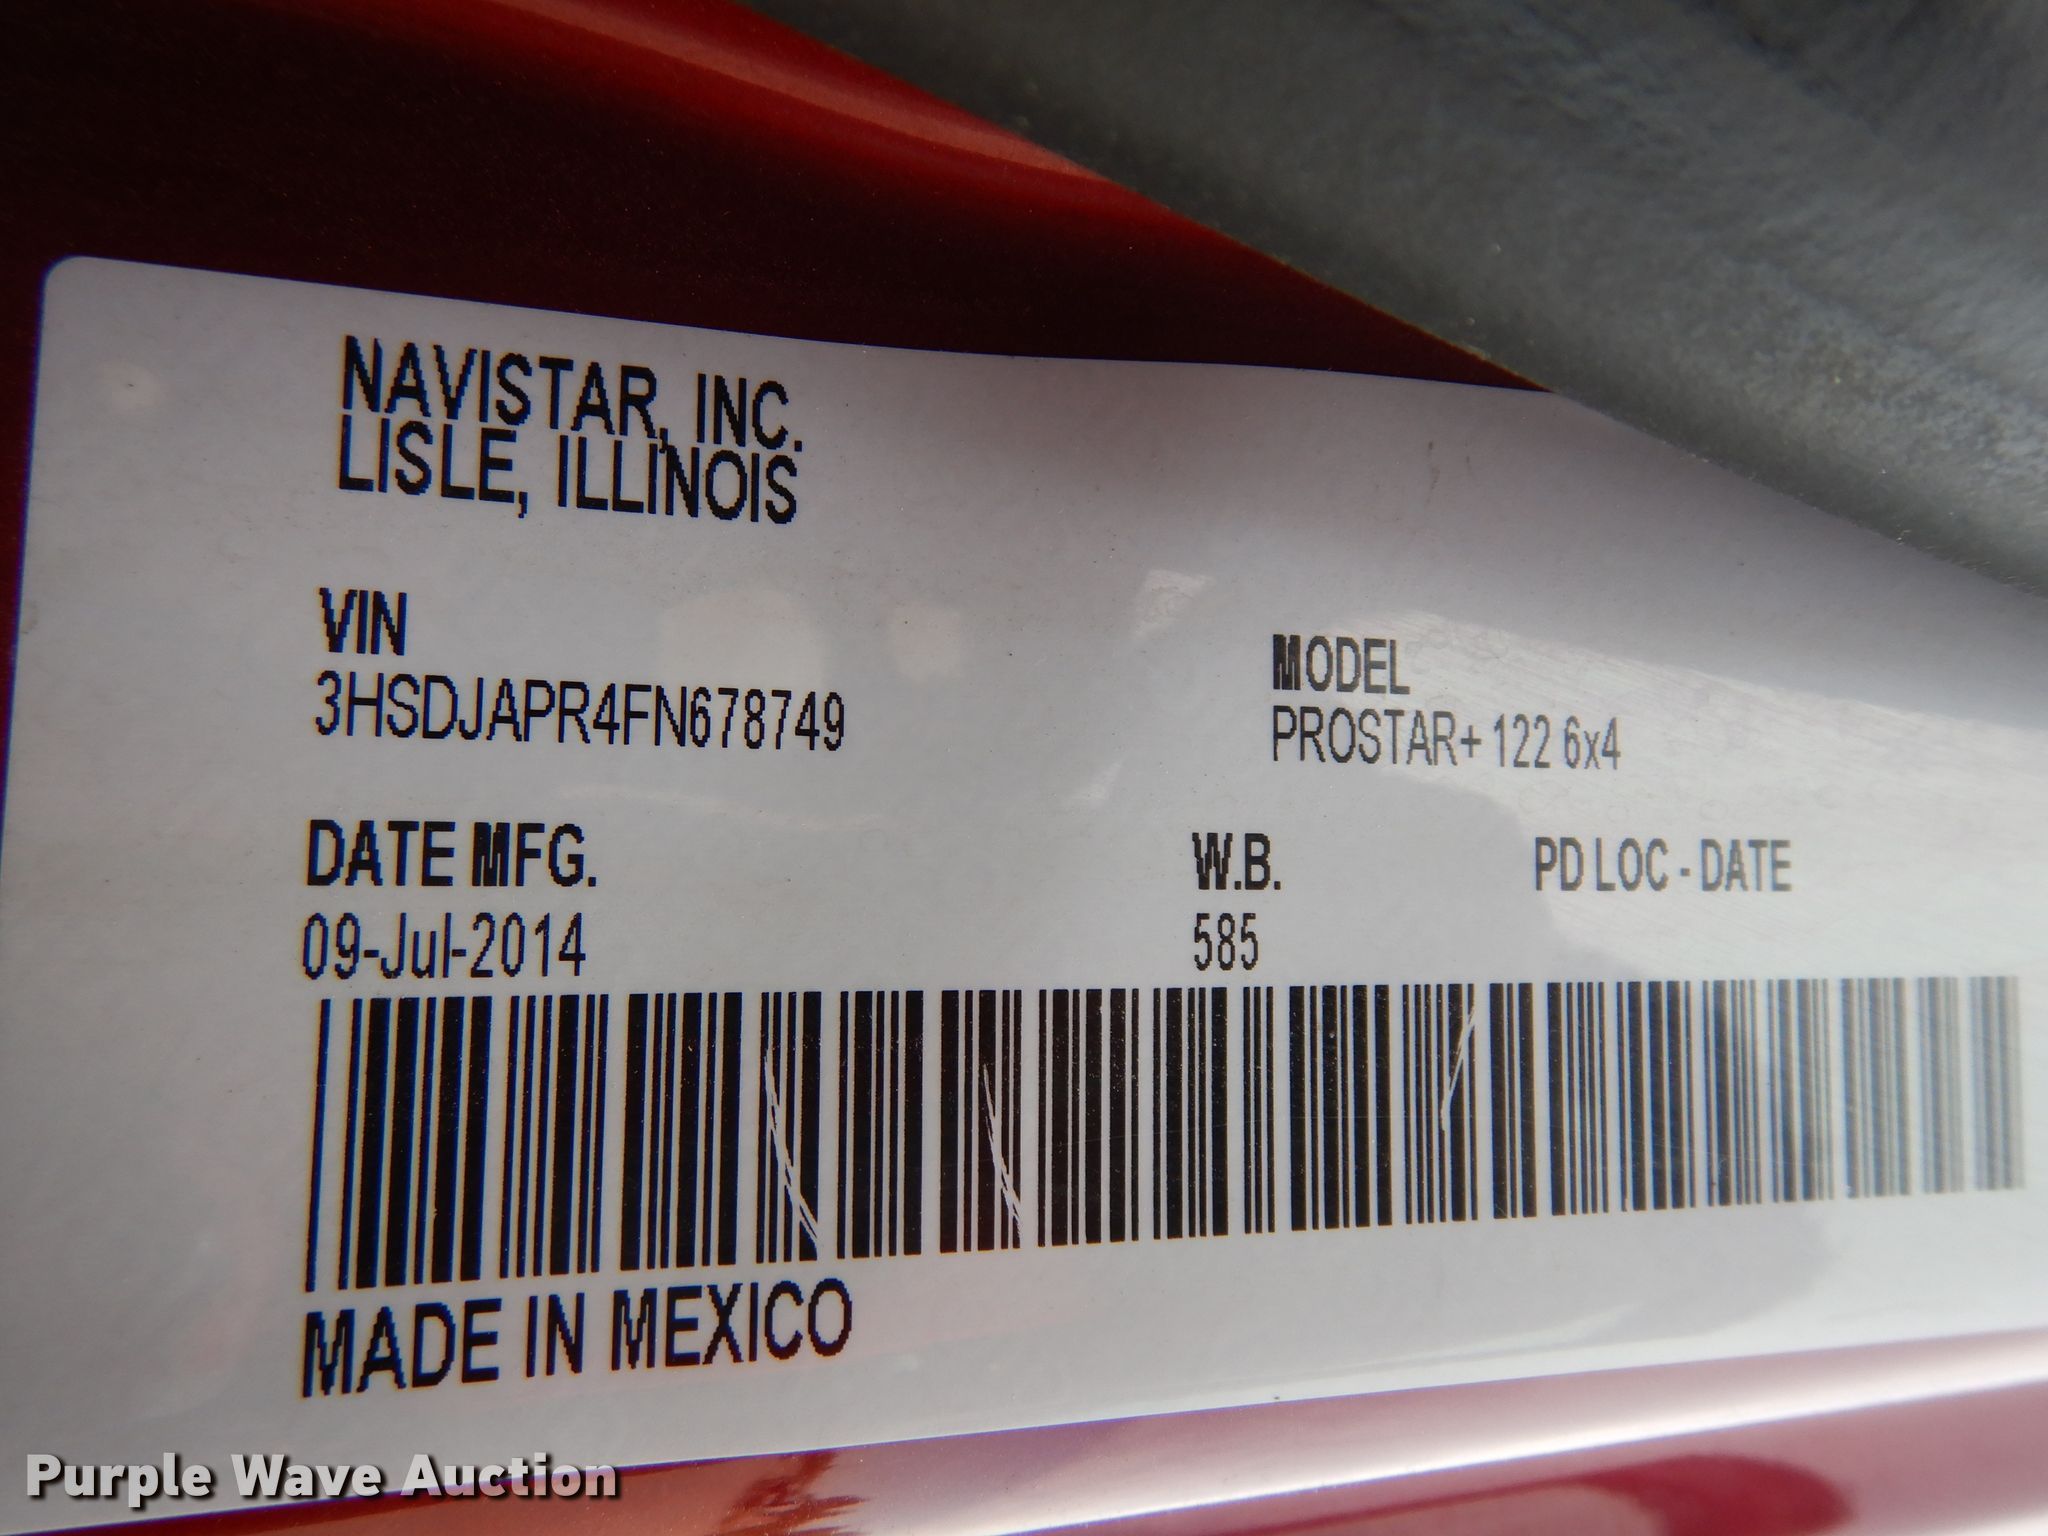 NAVISTAR, INC.
LISLE, ILLINOIS
VIN
3HSDJAPR4FN678749
MODEL
PROSTAR+ 122 6x4
DATE MFG.
09-Jul-2014
W.B.
585
PD LOC - DATE
MADE IN MEXICO
Purple Wave Auction